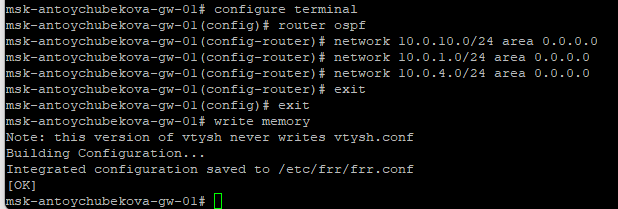 msk-antoychubekova-gw-01# configure terminal
msk-antoychubekova-gw-01(config)# router ospf
msk-antoychubekova-gw-01(config-router)# network 10.0.10.0/24 area 0.0.0.0
msk-antoychubekova-gw-01(config-router)# network 10.0.1.0/24 area 0.0.0.0
msk-antoychubekova-gw-01(config-router)# network 10.0.4.0/24 area 0.0.0.0
msk-antoychubekova-gw-01(config-router)# exit
msk-antoychubekova-gw-01(config)# exit
msk-antoychubekova-gw-01# write memory
Note: this version of vtysh never writes vtysh.conf
Building Configuration...
Integrated configuration saved to /etc/frr/frr.conf
[OK]
msk-antoychubekova-gw-01#